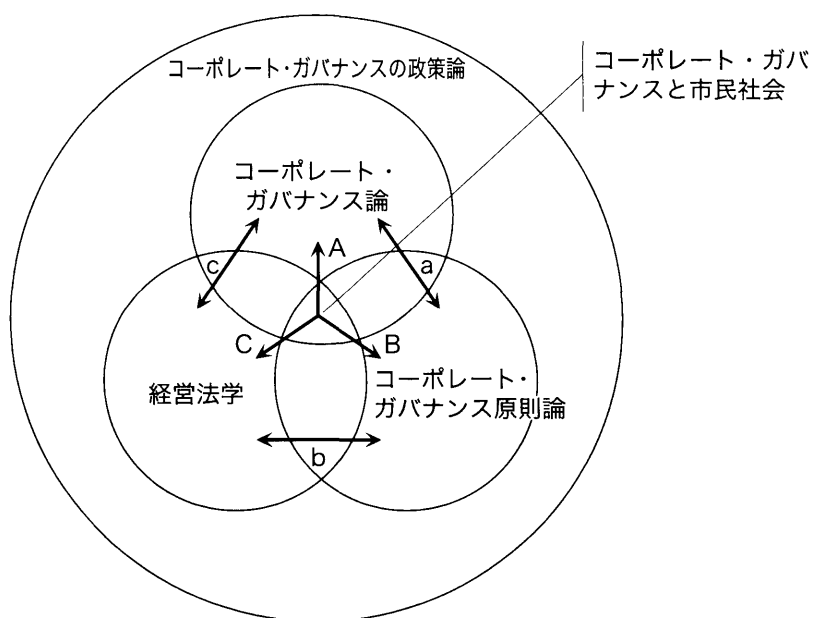 コーポレート・ガバナンスの政策論
コーポレート・ガバ
ナンスと市民社会
コーポレート・
ガバナンス論
A
c
a
C
B
経営法学
コーポレート・
ガバナンス原則論
b